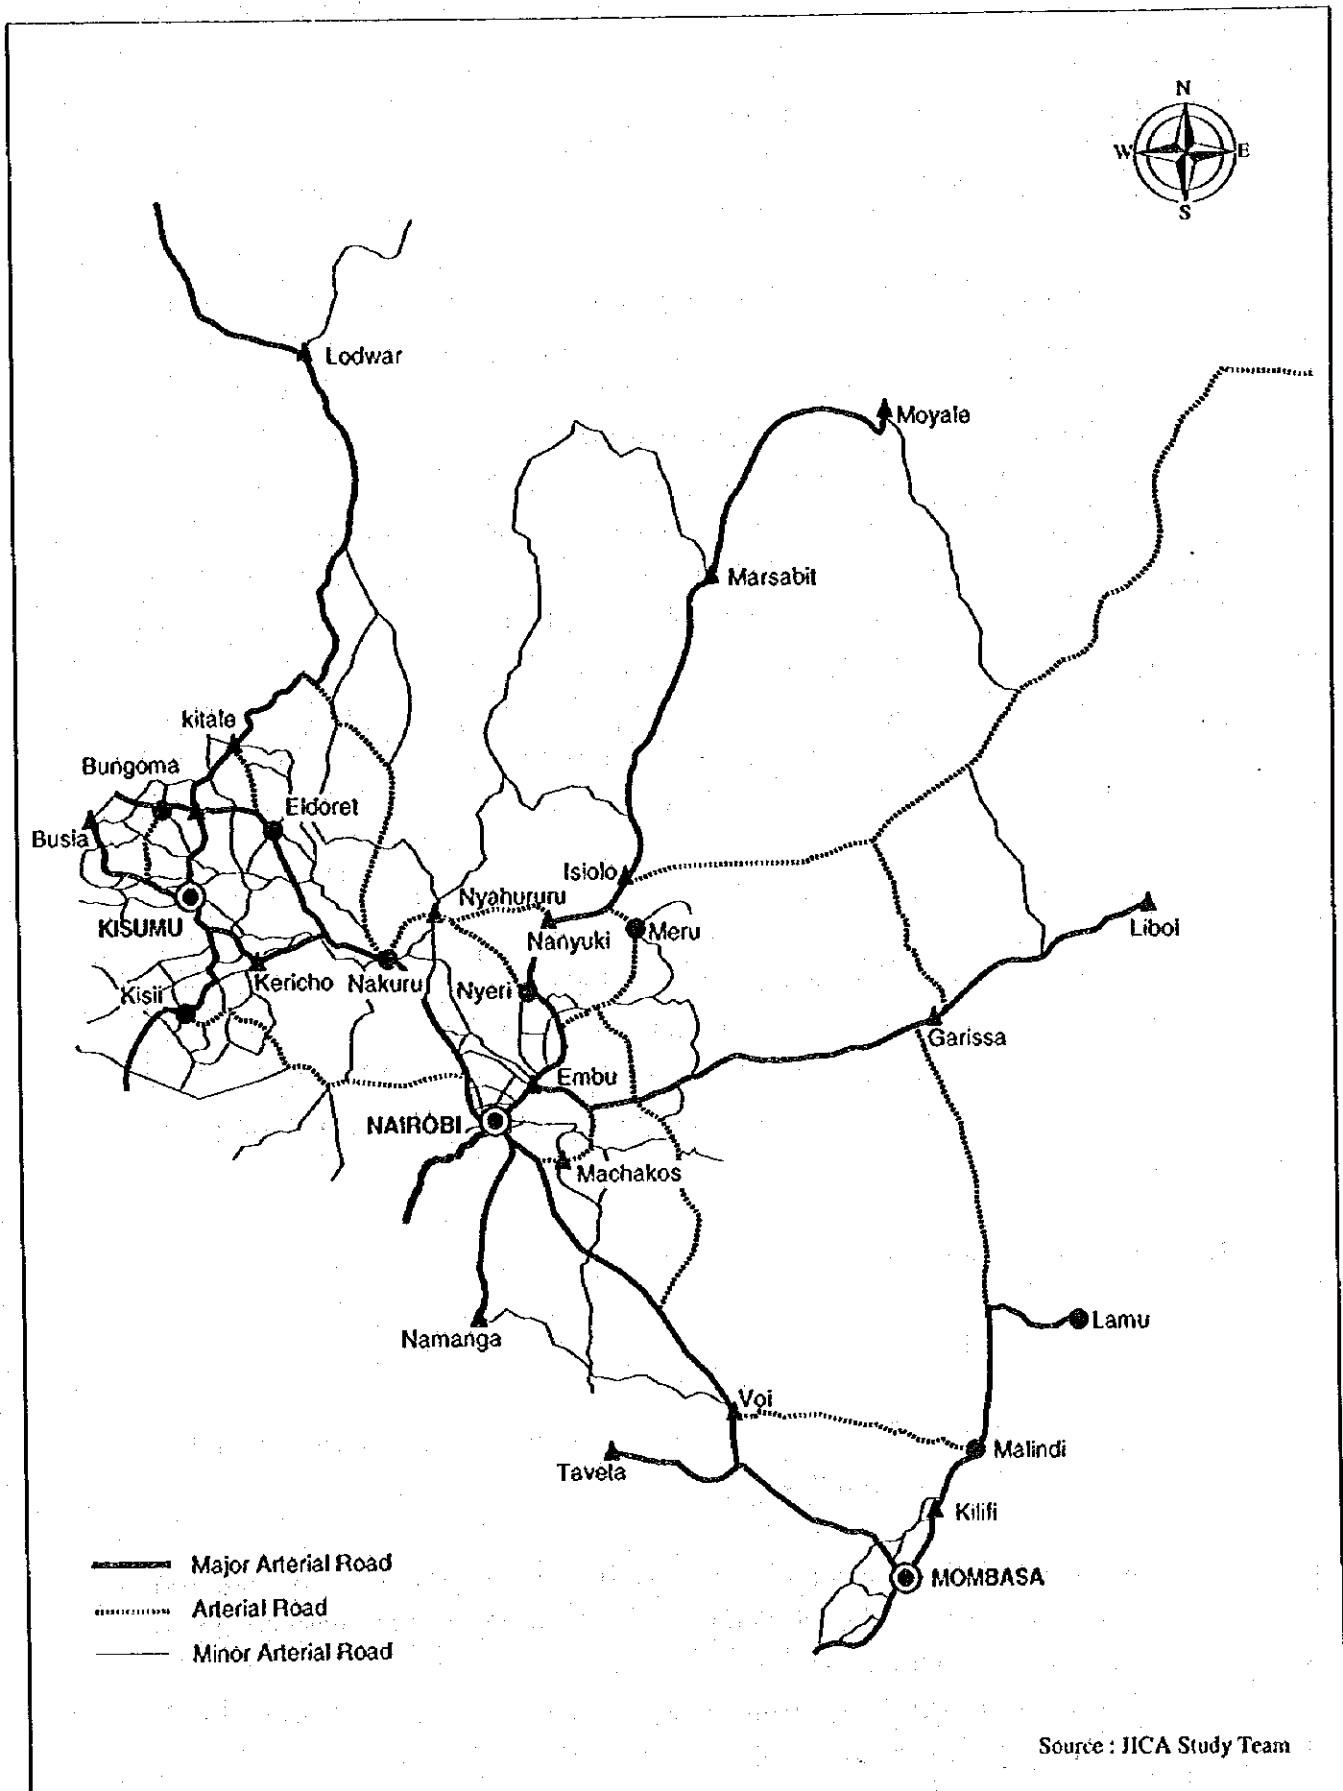 N
W E
S
Lodwar
Moyale
Marsabit
kitale
Bungoma
Eldoret
Busia
Isiolo
Nyahururu
KISUMU
Nanyuki
Meru
Liboi
Kericho
Nakuru
Nyeri
Kisii
Garissa
Embu
NAIROBI
Machakos
Namanga
Lamu
Voi
Malindi
Taveta
Kilifi
MOMBASA
Major Arterial Road
Arterial Road
Minor Arterial Road
Source : JICA Study Team